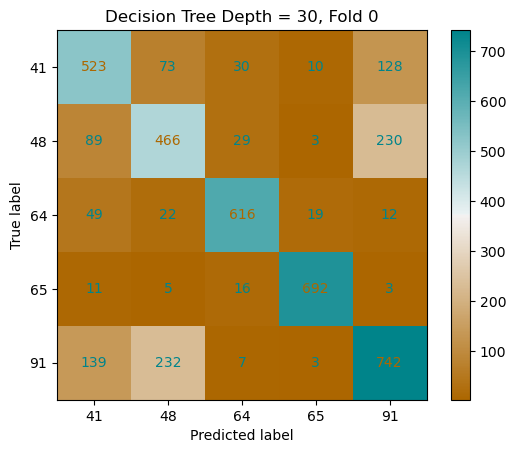 Decision Tree Depth = 30, Fold 0
41 523 73 30 10 128
48 89 466 29 3 230
64 49 22 616 19 12
65 11 5 16 692 3
91 139 232 7 3 742
41 48 64 65 91
Predicted label
True label
700
600
500
400
300
200
100